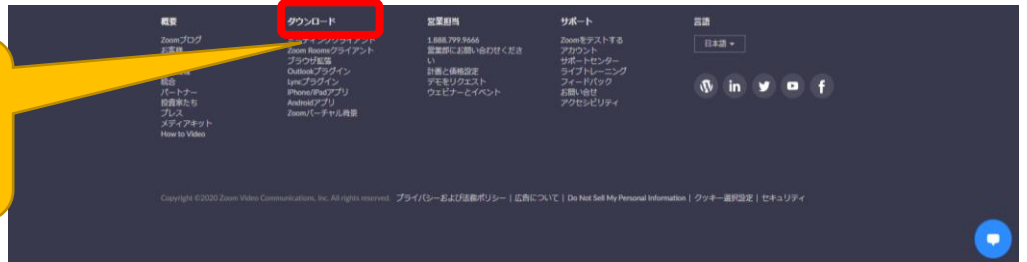 概要
Zoomブログ
お客様
統合
パートナー
投資家たち
プレス
メディアキット
How to Video
ダウンロード
Zoom Roomsクライアント
ブラウザ拡張
Outlookプラグイン
Lyncプラグイン
iPhone/iPadアプリ
Androidアプリ
Zoomバーチャル背景
営業担当
1.888.799.9666
営業部にお問い合わせくださ
い
計画と価格設定
デモをリクエスト
ウェビナーとイベント
サポート
Zoomをテストする
アカウント
サポートセンター
ライブトレーニング
フィードバック
お問い合せ
アクセシビリティ
言語
日本語
Copyright ©2020 Zoom Video Communications, Inc. All rights reserved. プライバシーおよび法務ポリシー | 広告について | Do Not Sell My Personal Information | クッキー選択設定 | セキュリティ